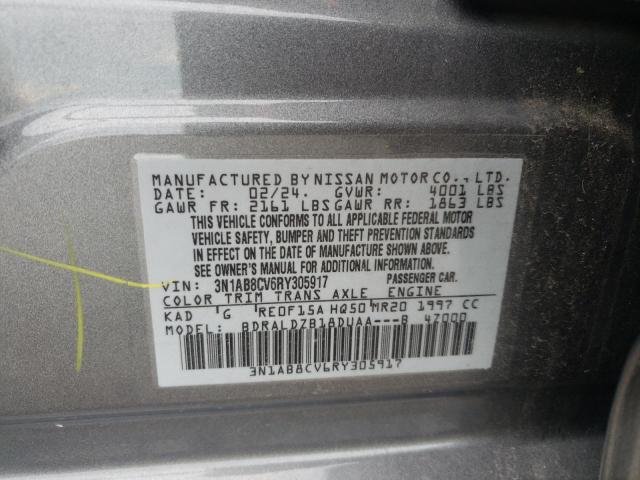 MANUFACTURED BY NISSAN MOTOR CO., LTD.
DATE: 02/24. GVWR: 4001 LBS
GAWR FR: 2161 LBS GAWR RR: 1863 LBS
THIS VEHICLE CONFORMS TO ALL APPLICABLE FEDERAL MOTOR
VEHICLE SAFETY, BUMPER AND THEFT PREVENTION STANDARDS
IN EFFECT ON THE DATE OF MANUFACTURE SHOWN ABOVE.
SEE OWNER'S MANUAL FOR ADDITIONAL INFORMATION.
VIN: 3N1AB8CV6RY305917 PASSENGER CAR.
COLOR TRIM TRANS AXLE ENGINE
KAD G RE0F15A HQ50 MR20 1997 CC
MODEL: BDRALDZB18DUAA---B 4Z000
3N1AB8CV6RY305917